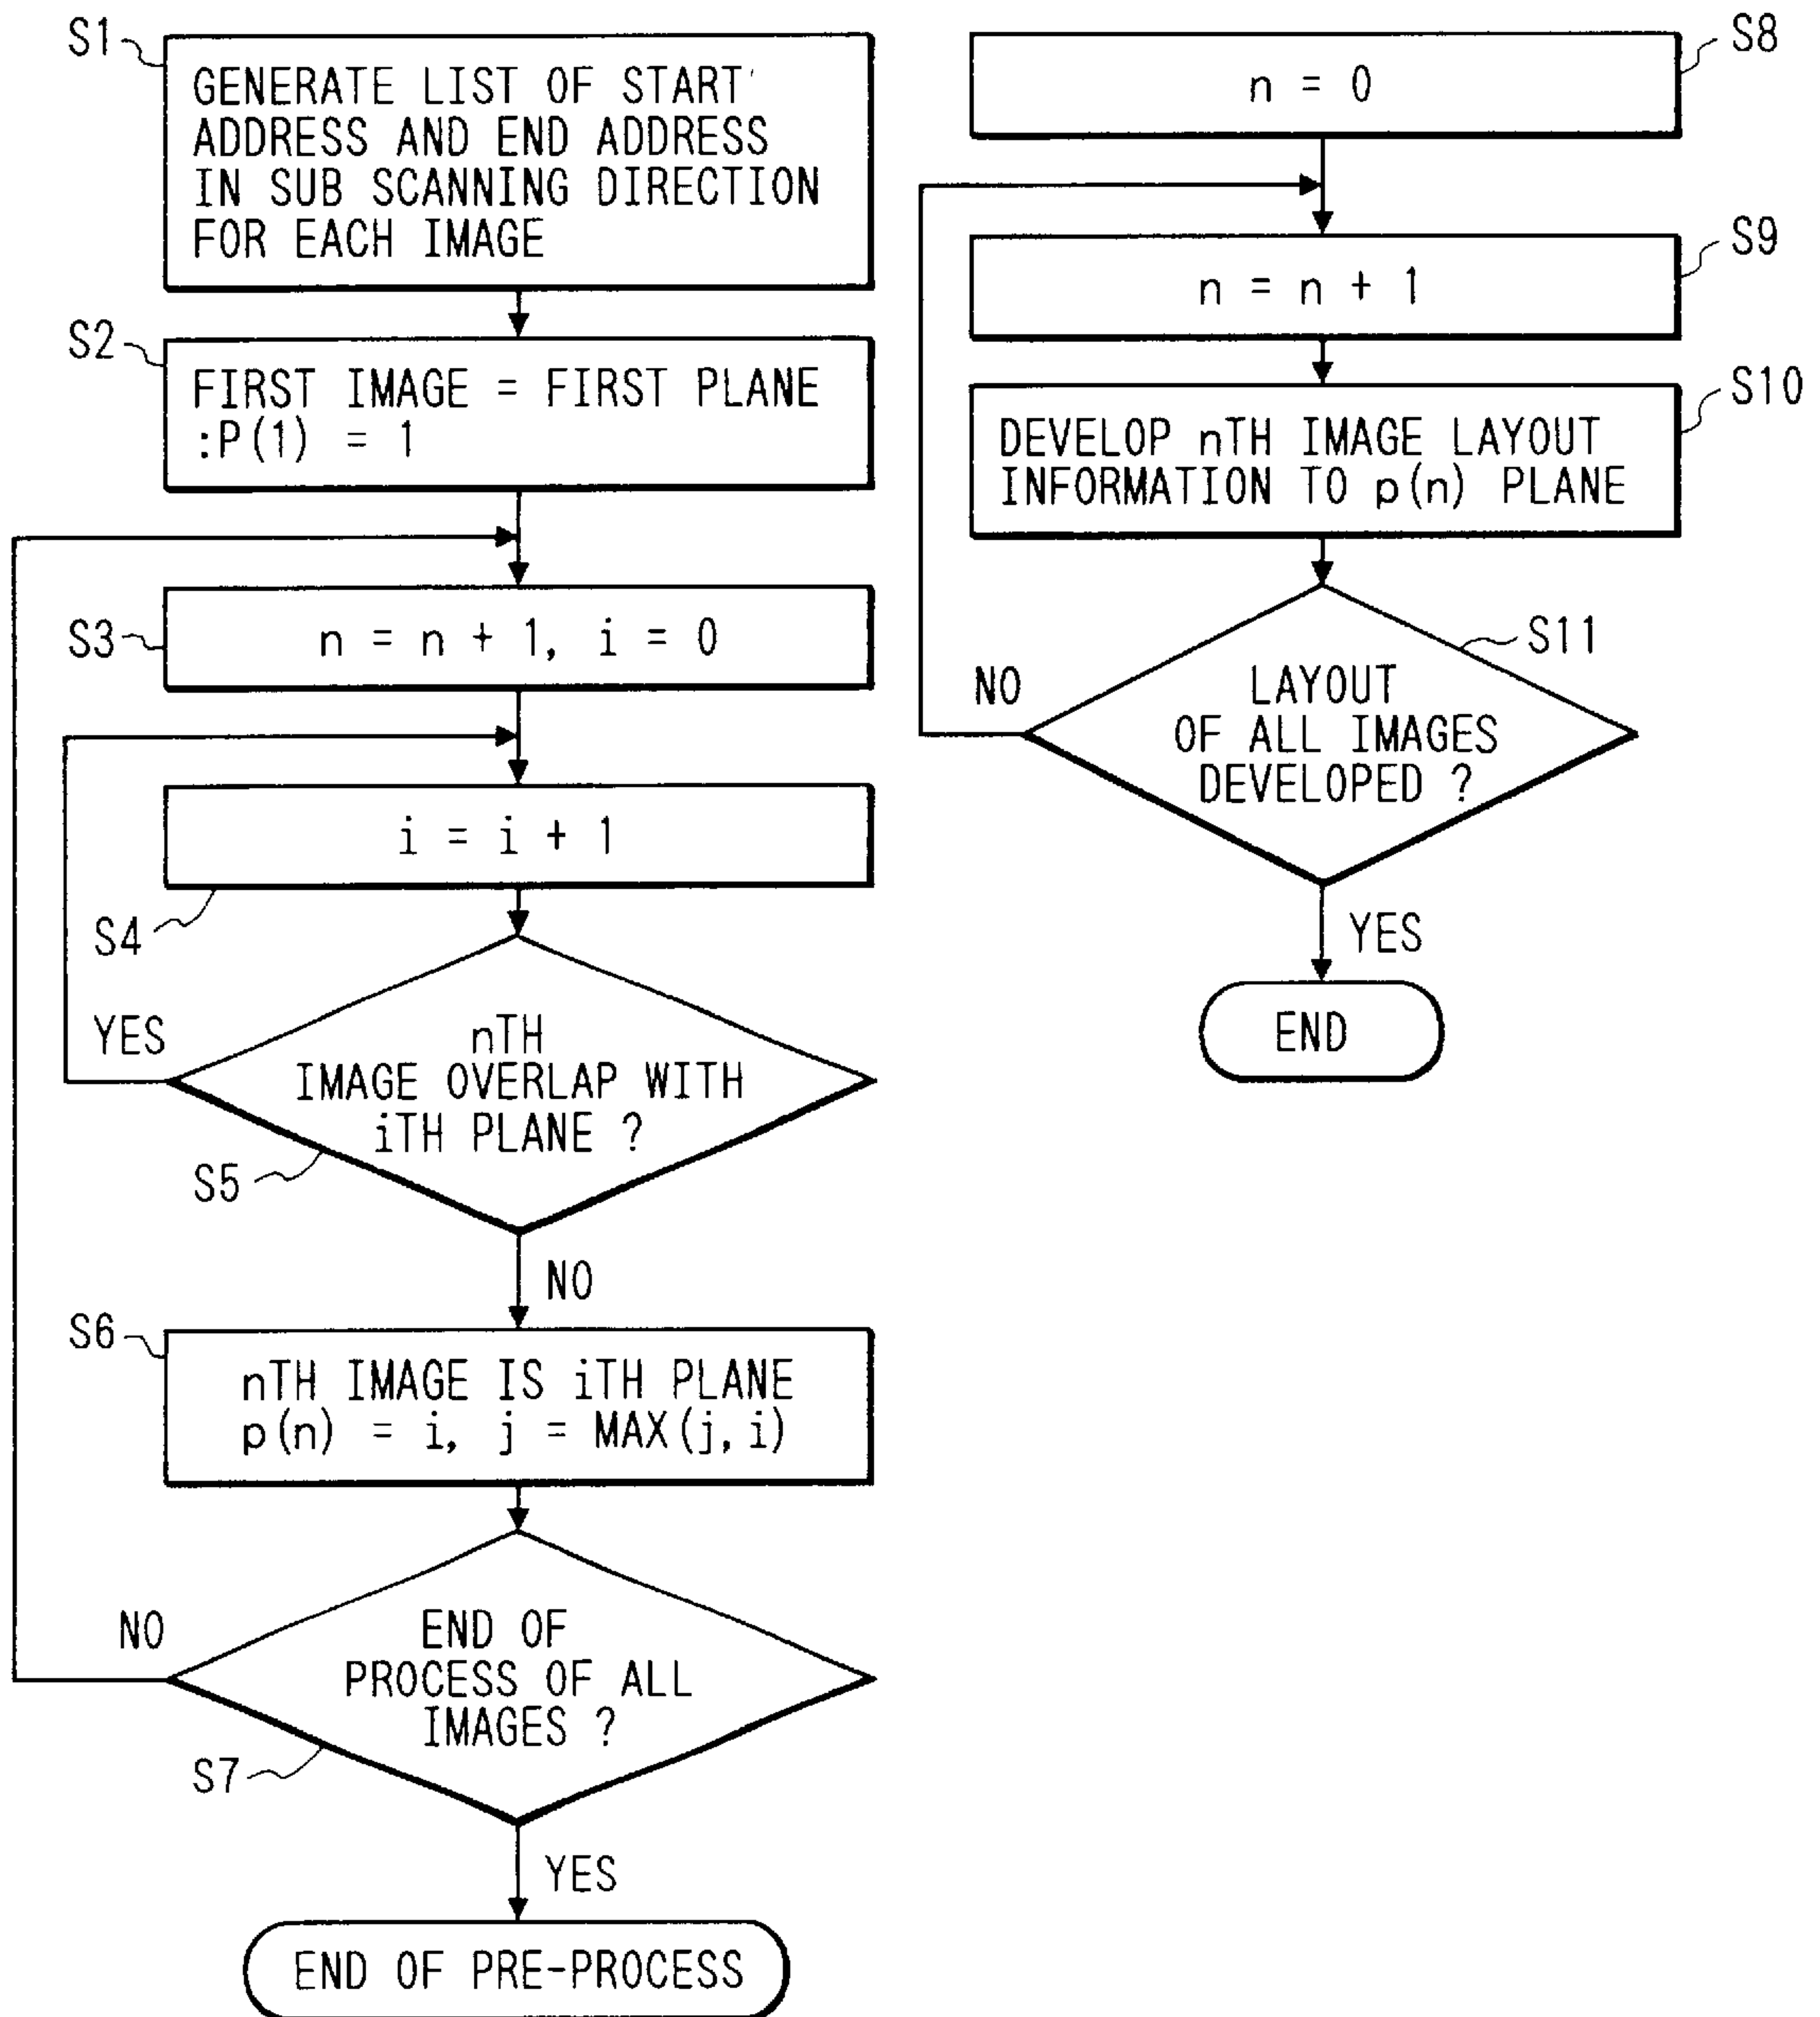 S1
GENERATE LIST OF START
ADDRESS AND END ADDRESS
IN SUB SCANNING DIRECTION
FOR EACH IMAGE
S2
FIRST IMAGE = FIRST PLANE
:P(1) = 1
S3
n = n + 1, i = 0
i = i + 1
S4
YES
nTH
IMAGE OVERLAP WITH
iTH PLANE ?
S5
NO
S6
nTH IMAGE IS iTH PLANE
p(n) = i, j = MAX(j, i)
NO
END OF
PROCESS OF ALL
IMAGES ?
S7
YES
END OF PRE-PROCESS
S8
n = 0
S9
n = n + 1
S10
DEVELOP nTH IMAGE LAYOUT
INFORMATION TO p(n) PLANE
S11
NO
LAYOUT
OF ALL IMAGES
DEVELOPED ?
YES
END